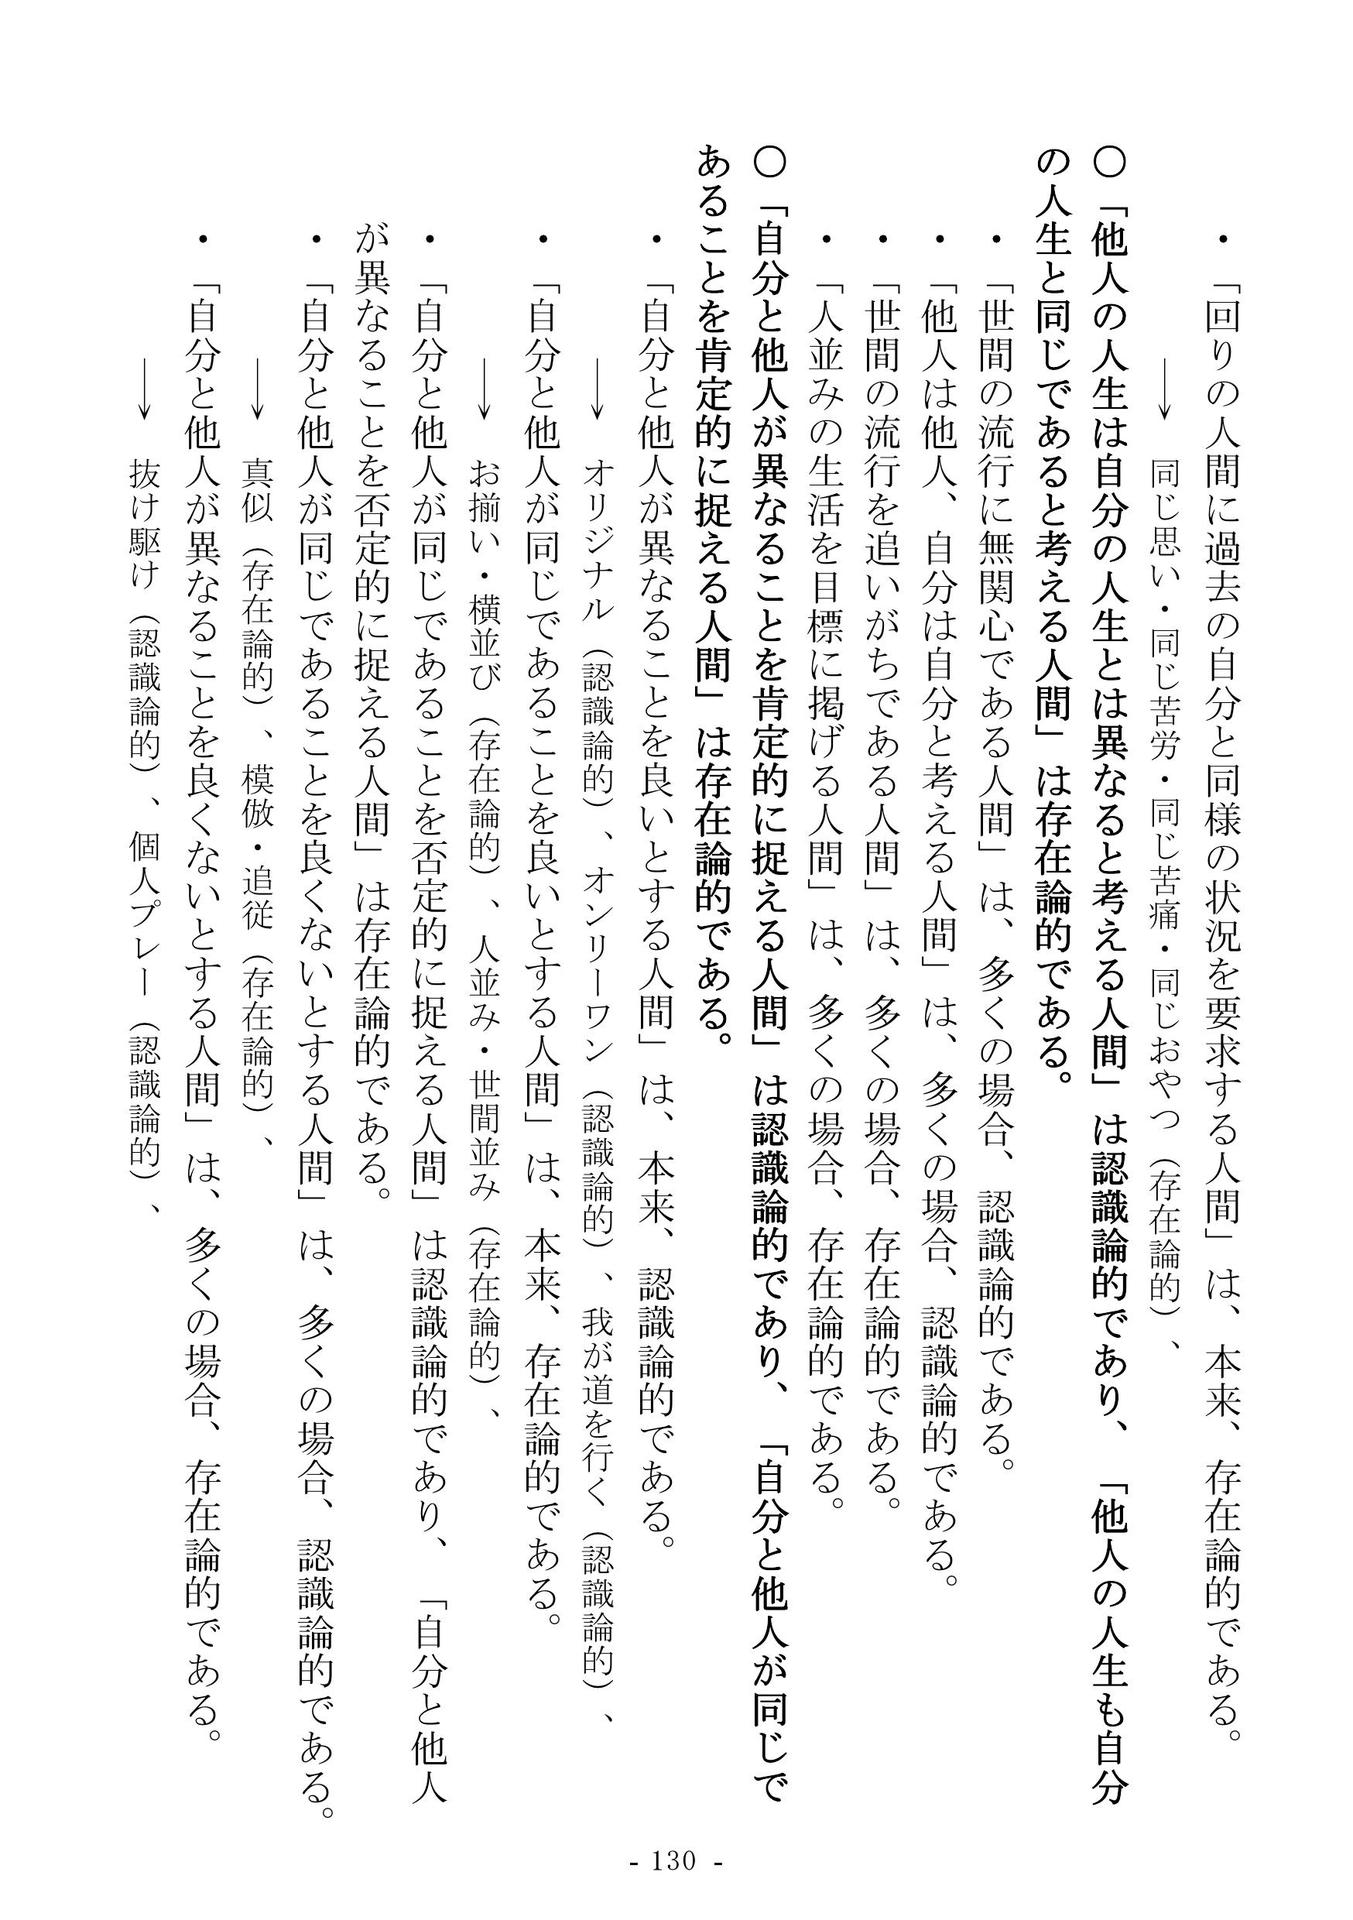 ・「回りの人間に過去の自分と同様の状況を要求する人間」は、本来、存在論的である。
→ 同じ思い・同じ苦労・同じ苦痛・同じおやつ（存在論的）、
○「他人の人生は自分の人生とは異なると考える人間」は認識論的であり、「他人の人生も自分
の人生と同じであると考える人間」は存在論的である。
・「世間の流行に無関心である人間」は、多くの場合、認識論的である。
・「他人は他人、自分は自分と考える人間」は、多くの場合、認識論的である。
・「世間の流行を追いがちである人間」は、多くの場合、存在論的である。
・「人並みの生活を目標に掲げる人間」は、多くの場合、存在論的である。
○「自分と他人が異なることを肯定的に捉える人間」は認識論的であり、「自分と他人が同じで
あることを肯定的に捉える人間」は存在論的である。
・「自分と他人が異なることを良いとする人間」は、本来、認識論的である。
→ オリジナル（認識論的）、オンリーワン（認識論的）、我が道を行く（認識論的）、
・「自分と他人が同じであることを良いとする人間」は、本来、存在論的である。
→ お揃い・横並び（存在論的）、人並み・世間並み（存在論的）、
・「自分と他人が同じであることを否定的に捉える人間」は認識論的であり、「自分と他人
が異なることを否定的に捉える人間」は存在論的である。
・「自分と他人が同じであることを良くないとする人間」は、多くの場合、認識論的である。
→ 真似（存在論的）、模倣・追従（存在論的）、
・「自分と他人が異なることを良くないとする人間」は、多くの場合、存在論的である。
→ 抜け駆け（認識論的）、個人プレー（認識論的）、
- 130 -